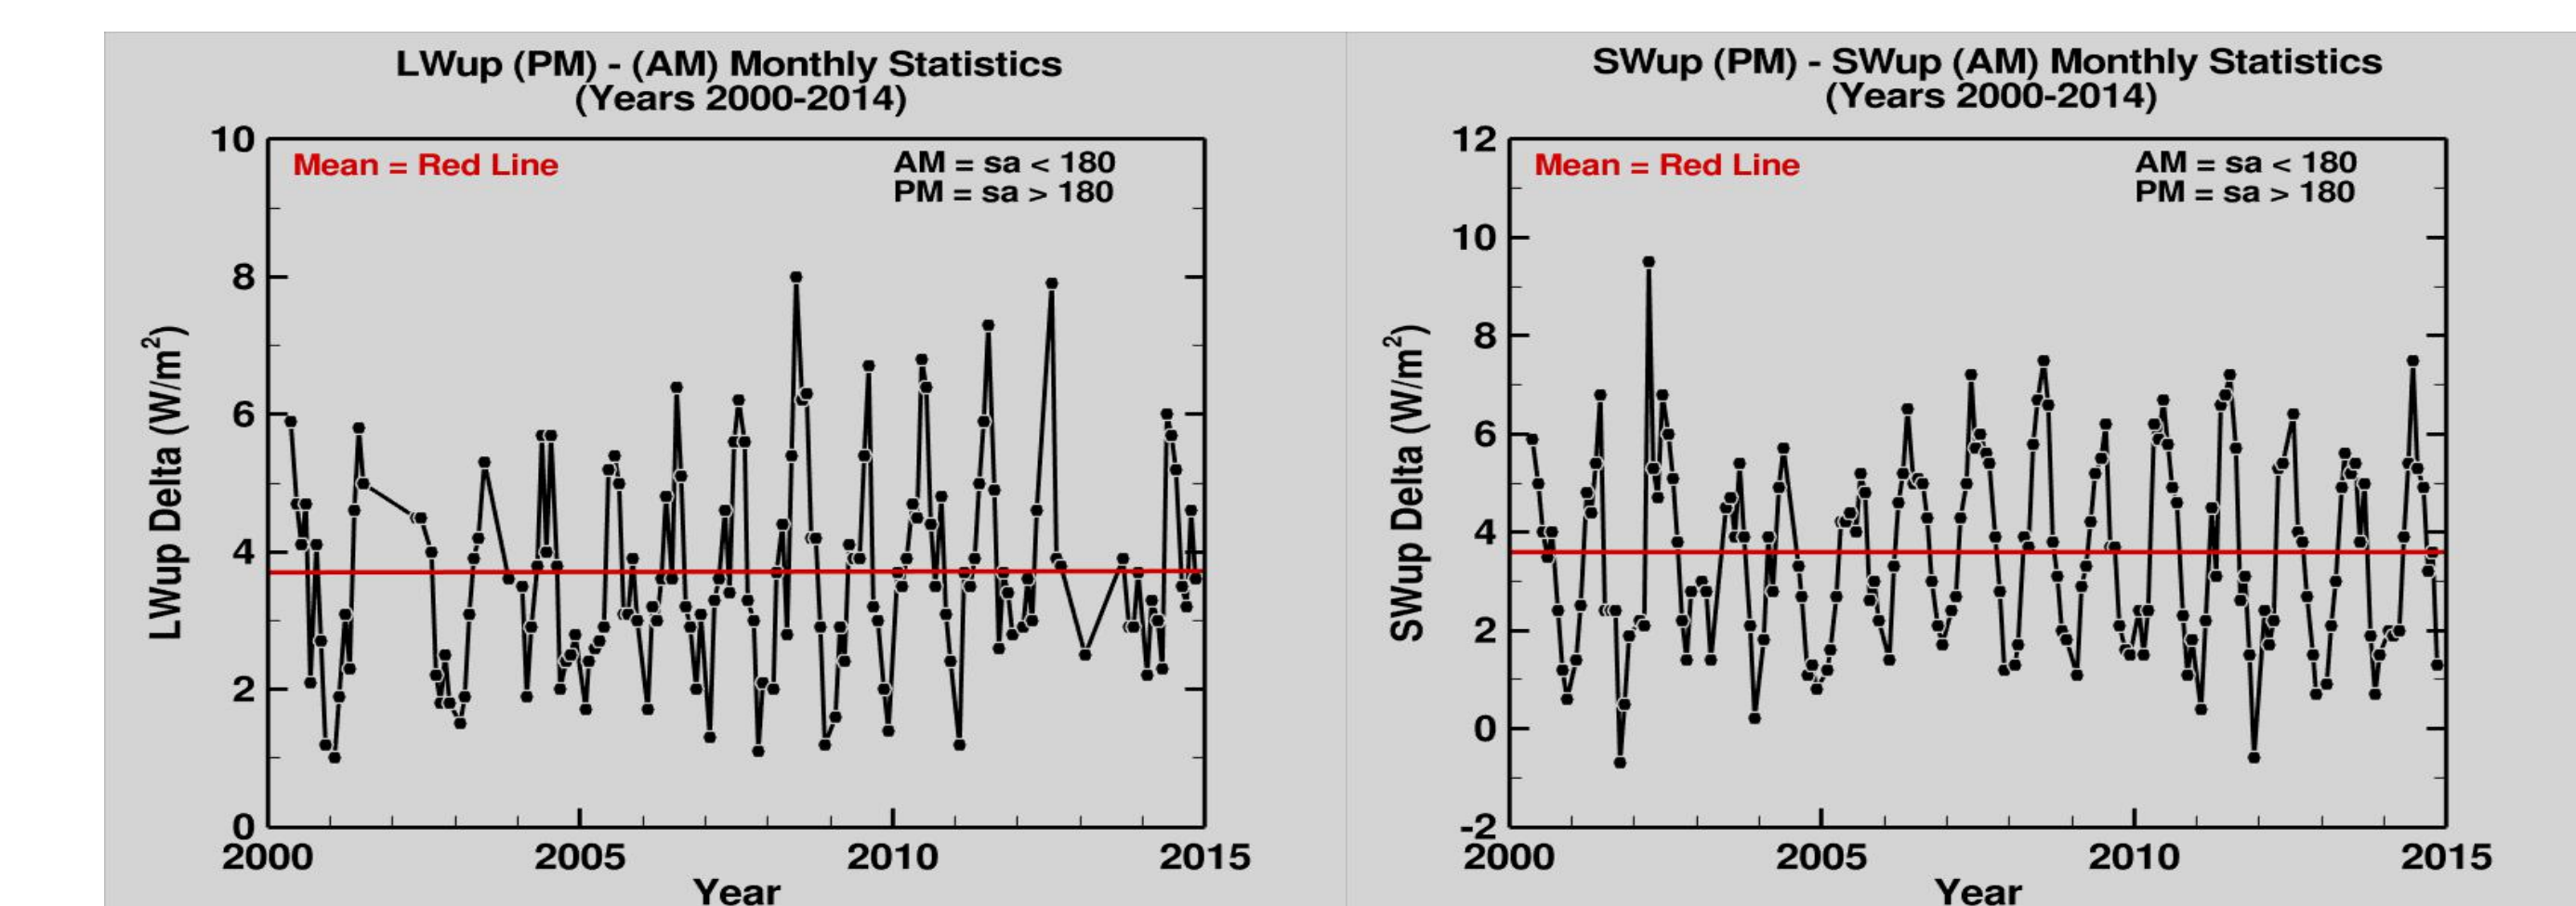 LWup (PM) - (AM) Monthly Statistics
(Years 2000-2014)
Mean = Red Line
AM = sa < 180
PM = sa > 180
10
8
6
4
2
0
LWup Delta (W/m²)
2000
2005
2010
2015
Year
SWup (PM) - SWup (AM) Monthly Statistics
(Years 2000-2014)
Mean = Red Line
AM = sa < 180
PM = sa > 180
12
10
8
6
4
2
0
-2
SWup Delta (W/m²)
2000
2005
2010
2015
Year